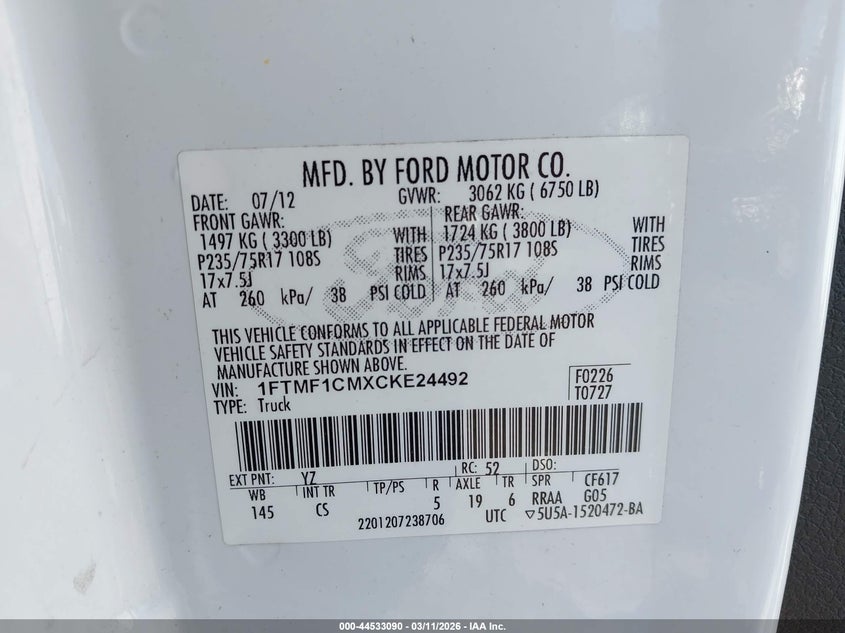 MFD. BY FORD MOTOR CO.
DATE: 07/12 GVWR: 3062 KG ( 6750 LB)
FRONT GAWR: REAR GAWR:
1497 KG ( 3300 LB) WITH 1724 KG ( 3800 LB) WITH
P235/75R17 108S TIRES P235/75R17 108S TIRES
17x7.5J RIMS 17x7.5J RIMS
AT 260 kPa/ 38 PSI COLD AT 260 kPa/ 38 PSI COLD
THIS VEHICLE CONFORMS TO ALL APPLICABLE FEDERAL MOTOR
VEHICLE SAFETY STANDARDS IN EFFECT ON THE DATE OF
MANUFACTURE SHOWN ABOVE.
VIN: 1FTMF1CMXCKE24492 F0226
TYPE: Truck T0727
EXT PNT: YZ RC: 52 DSO:
WB INT TR TP/PS R AXLE TR SPR CF617
145 CS 5 19 6 RRAA G05
2201207238706 UTC ▽5U5A-1520472-BA
000-44533090 - 03/11/2026 - IAA Inc.